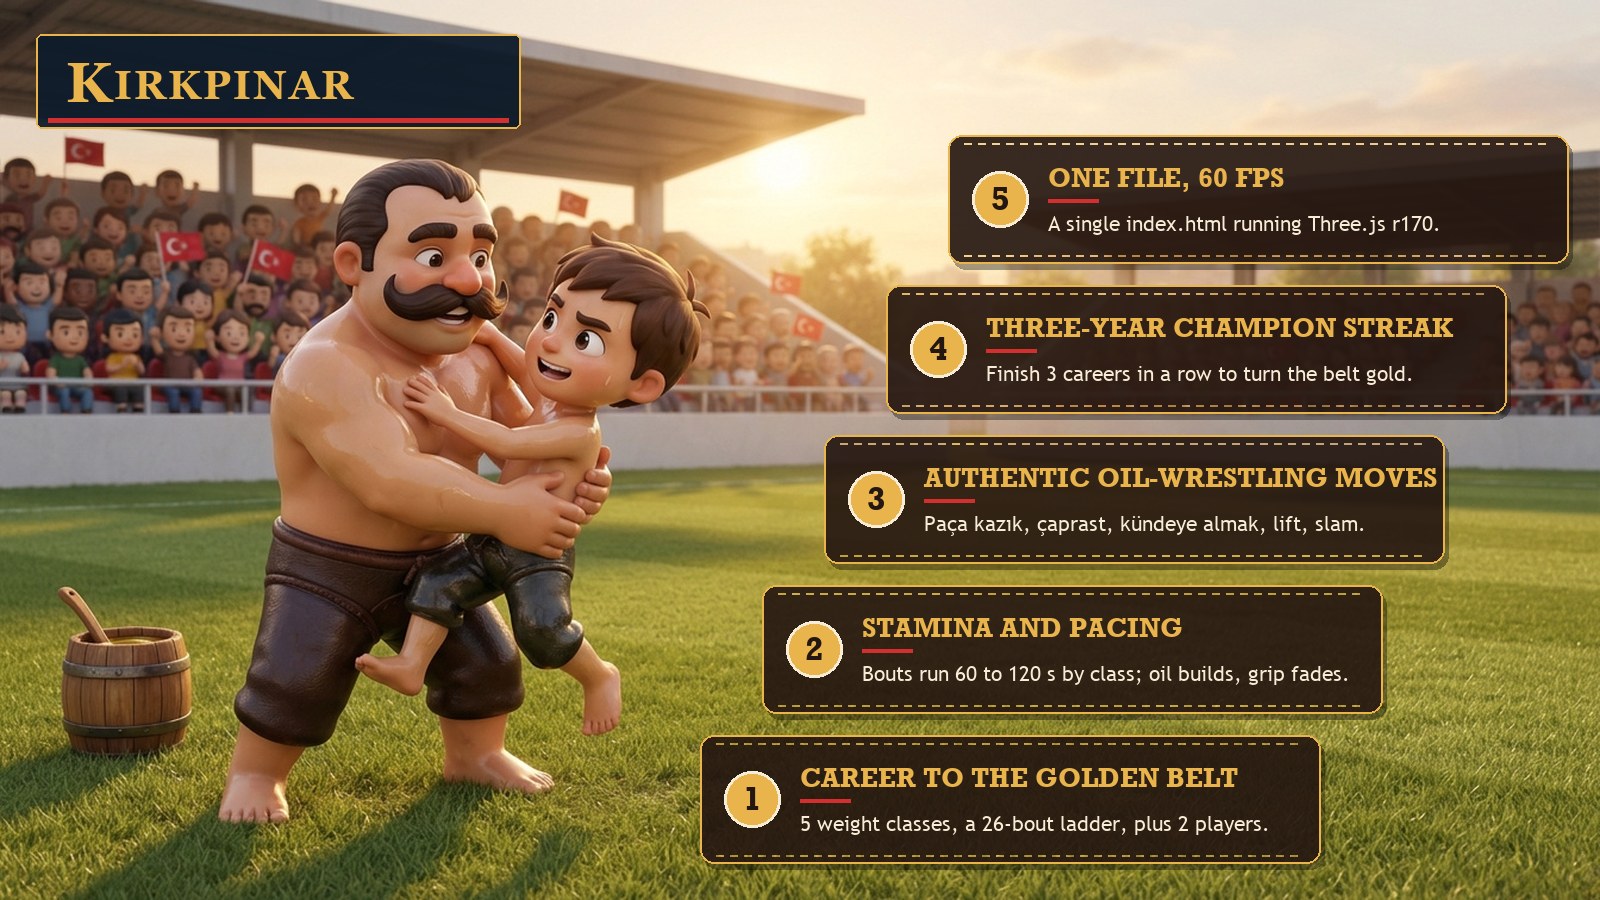 KIRKPINAR
5
ONE FILE, 60 FPS
A single index.html running Three.js r170.
4
THREE-YEAR CHAMPION STREAK
Finish 3 careers in a row to turn the belt gold.
3
AUTHENTIC OIL-WRESTLING MOVES
Paça kazık, çaprast, kündeye almak, lift, slam.
2
STAMINA AND PACING
Bouts run 60 to 120 s by class; oil builds, grip fades.
1
CAREER TO THE GOLDEN BELT
5 weight classes, a 26-bout ladder, plus 2 players.